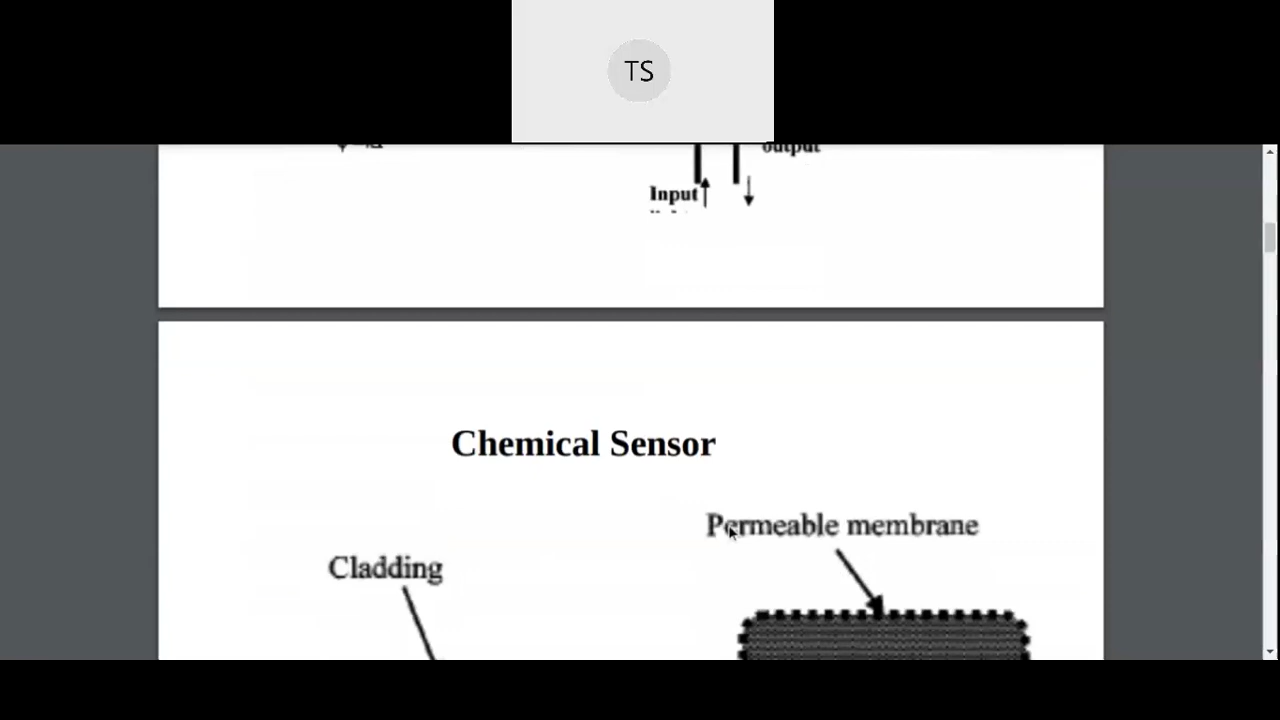 TS
output
Input
Chemical Sensor
Permeable membrane
Cladding